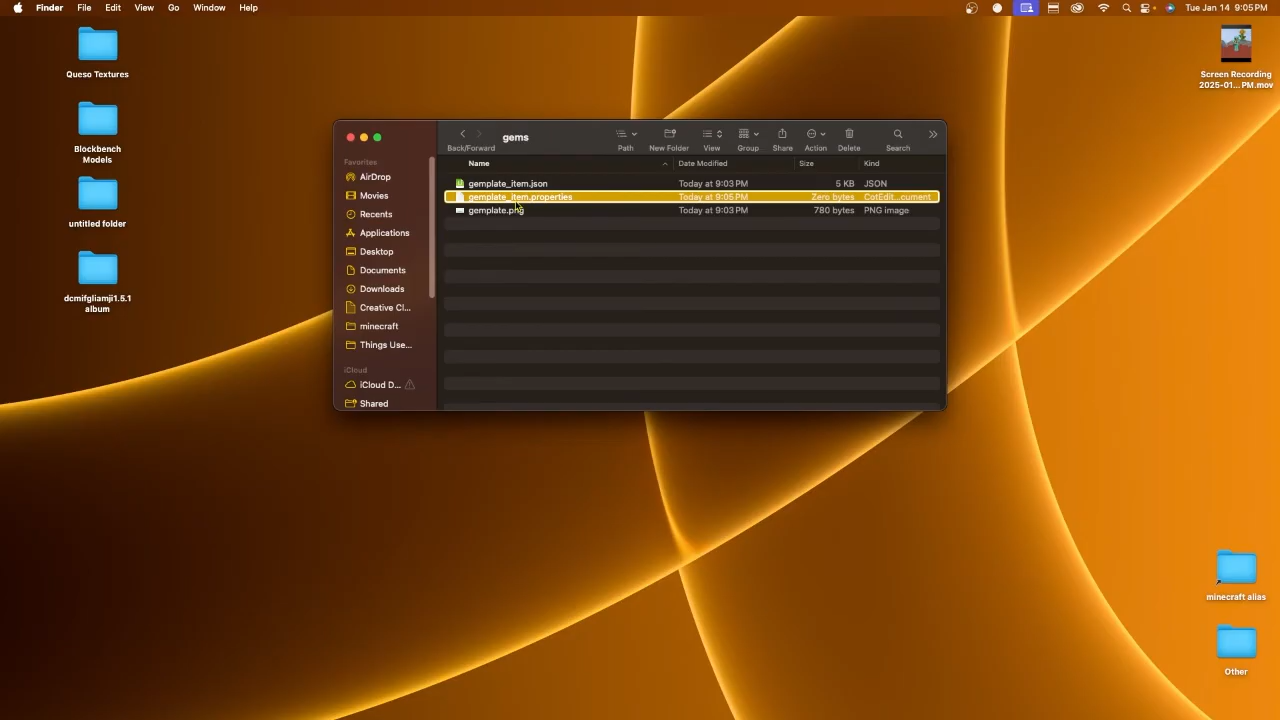 Finder File Edit View Go Window Help Tue Jan 14 9:05 PM
Queso Textures
Blockbench
Models
untitled folder
dcmifgliamji1.5.1
album
Screen Recording
2025-01...PM.mov
minecraft alias
Other
gems
Back/Forward Path New Folder View Group Share Action Delete Search
Favorites
AirDrop
Movies
Recents
Applications
Desktop
Documents
Downloads
Creative Cl...
minecraft
Things Use...
iCloud
iCloud D...
Shared
Name Date Modified Size Kind
gemplate_item.json Today at 9:03 PM 5 KB JSON
gemplate_item.properties Today at 9:05 PM Zero bytes CotEdit...cument
gemplate.png Today at 9:03 PM 780 bytes PNG image